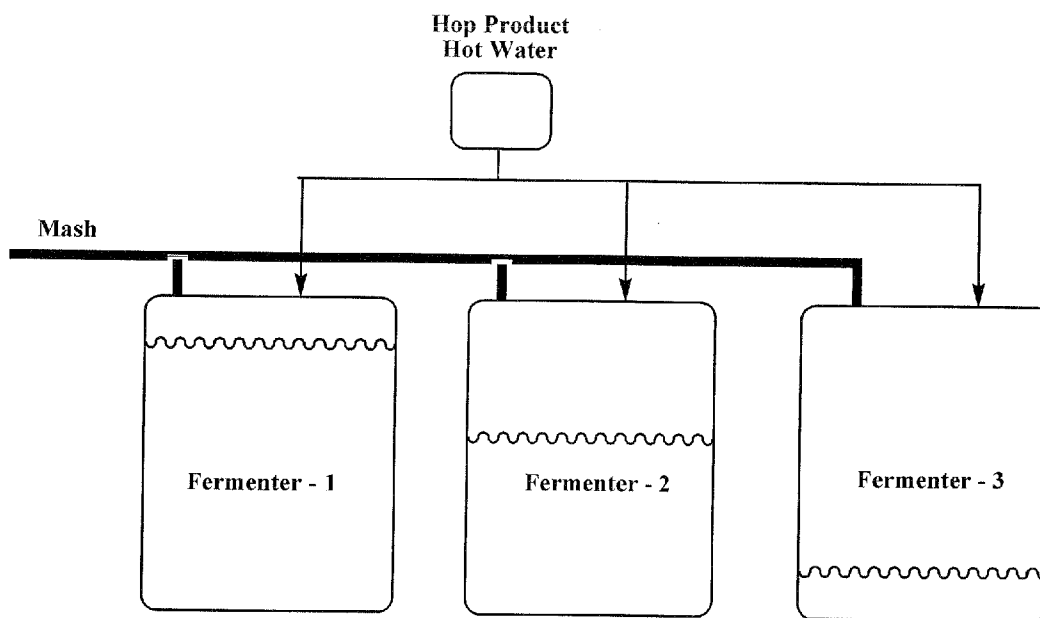 Hop Product
Hot Water
Mash
Fermenter - 1
Fermenter - 2
Fermenter - 3